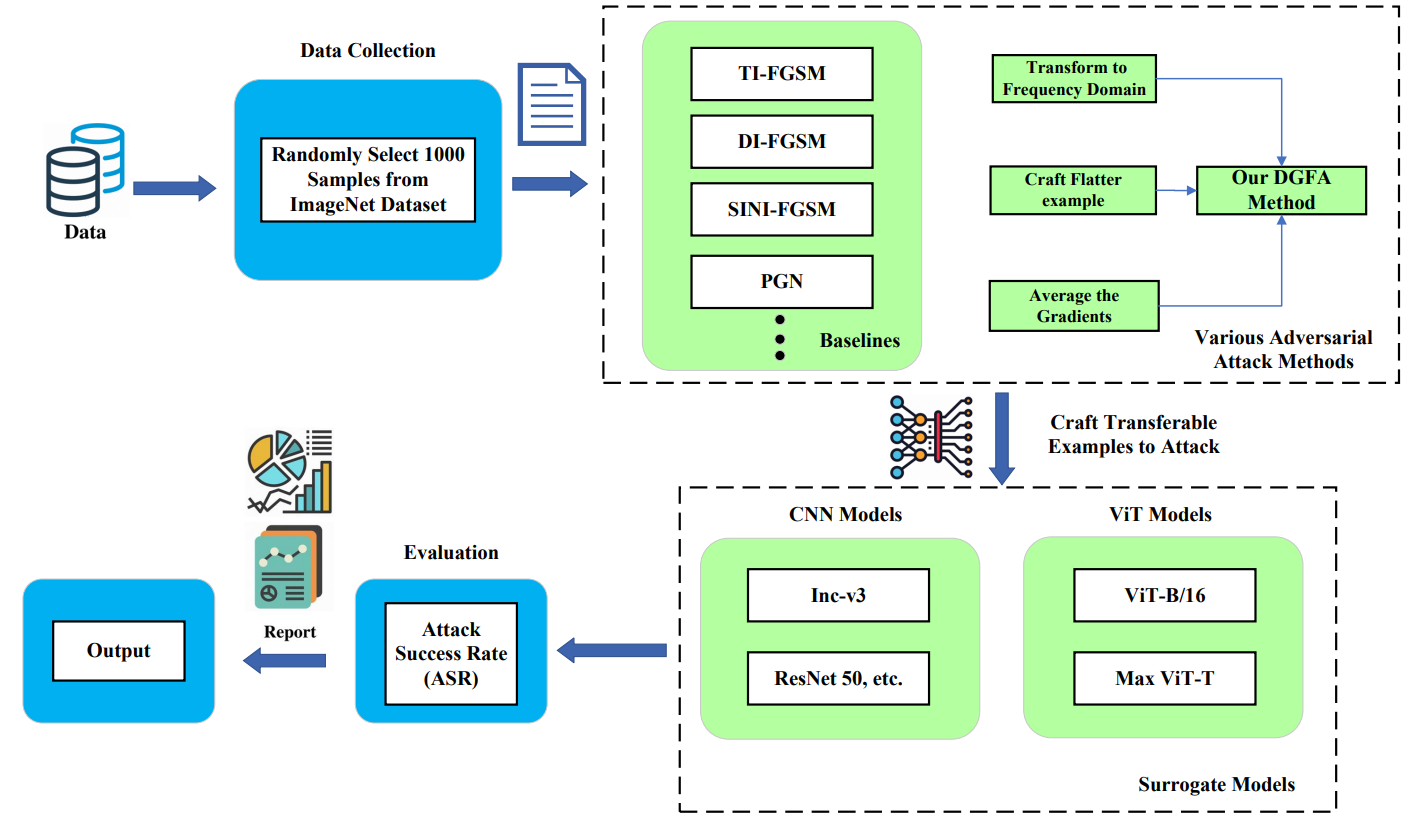 Data Collection
Randomly Select 1000
Samples from
ImageNet Dataset
Data
TI-FGSM
DI-FGSM
SINI-FGSM
PGN
Baselines
Transform to
Frequency Domain
Craft Flatter
example
Average the
Gradients
Our DGFA
Method
Various Adversarial
Attack Methods
Craft Transferable
Examples to Attack
CNN Models
Inc-v3
ResNet 50, etc.
ViT Models
ViT-B/16
Max ViT-T
Surrogate Models
Evaluation
Attack
Success Rate
(ASR)
Report
Output